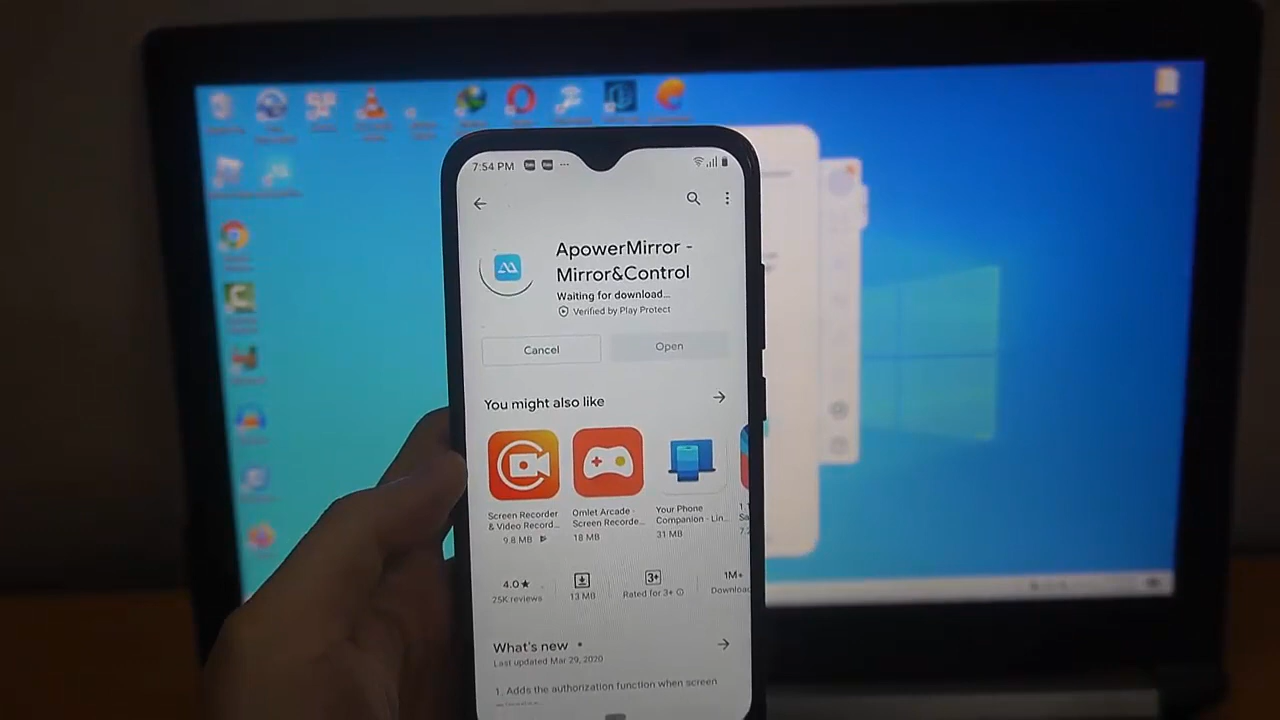 7:54 PM
ApowerMirror -
Mirror&Control
Waiting for download...
Verified by Play Protect
Cancel
Open
You might also like
Screen Recorder
& Video Record...
9.8 MB
Omlet Arcade -
Screen Recorde...
18 MB
Your Phone
Companion - Lin...
31 MB
4.0★
25K reviews
13 MB
3+
Rated for 3+
1M+
What's new
Last updated Mar 29, 2020
1. Adds the authorization function when screen